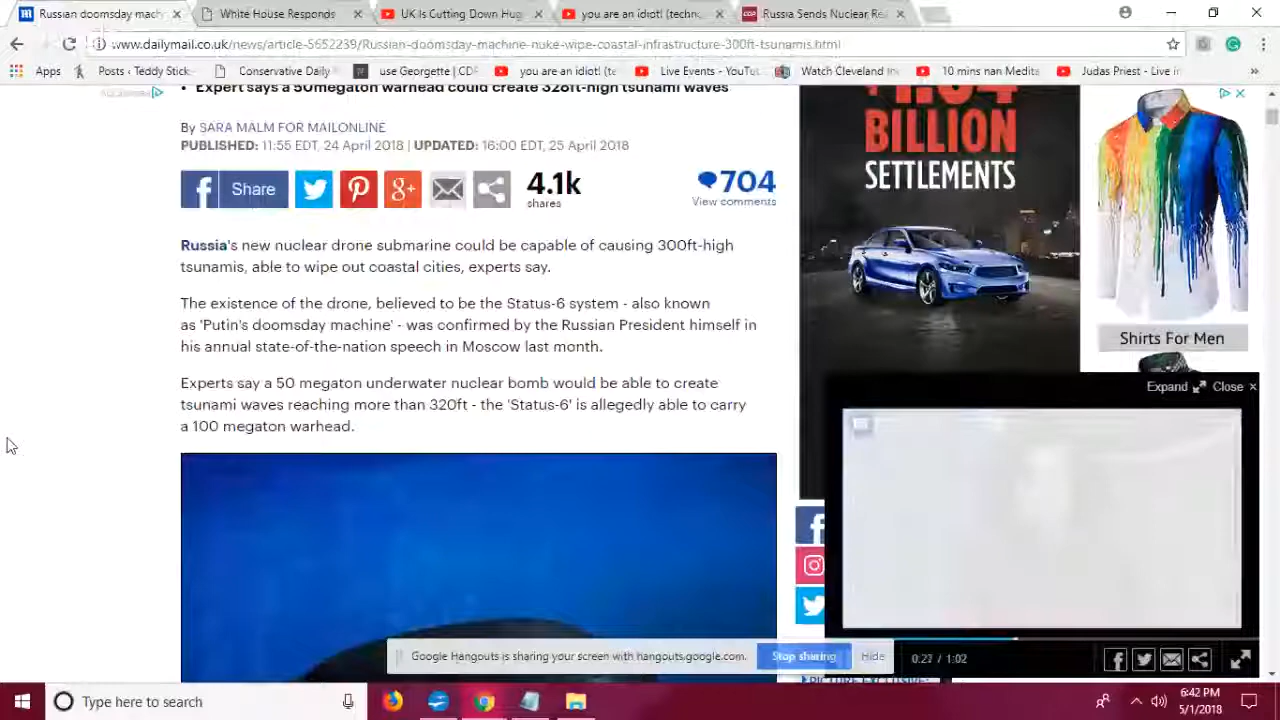 Russian doomsday mach
White House Responds
UK Is Cutting Down Hug
you are an idiot! (techn
Russia Sends Nuclear Re
www.dailymail.co.uk/news/article-5652239/Russian-doomsday-machine-nuke-wipe-coastal-infrastructure-300ft-tsunamis.html
Apps
Posts ‹ Teddy Stick
Conservative Daily
use Georgette | CDF
you are an idiot! (te
Live Events - YouTu
Watch Cleveland
10 mins nan Medita
Judas Priest - Live i
• Expert says a 50megaton warhead could create 328ft-high tsunami waves
By SARA MALM FOR MAILONLINE
PUBLISHED: 11:55 EDT, 24 April 2018 | UPDATED: 16:00 EDT, 25 April 2018
Share
4.1k
shares
704
View comments
Russia's new nuclear drone submarine could be capable of causing 300ft-high
tsunamis, able to wipe out coastal cities, experts say.
The existence of the drone, believed to be the Status-6 system - also known
as 'Putin's doomsday machine' - was confirmed by the Russian President himself in
his annual state-of-the-nation speech in Moscow last month.
Experts say a 50 megaton underwater nuclear bomb would be able to create
tsunami waves reaching more than 320ft - the 'Status-6' is allegedly able to carry
a 100 megaton warhead.
BILLION
SETTLEMENTS
Shirts For Men
Expand
Close
Google Hangouts is sharing your screen with hangouts.google.com.
Stop sharing
Hide
0:23 / 1:02
Type here to search
6:42 PM
5/1/2018